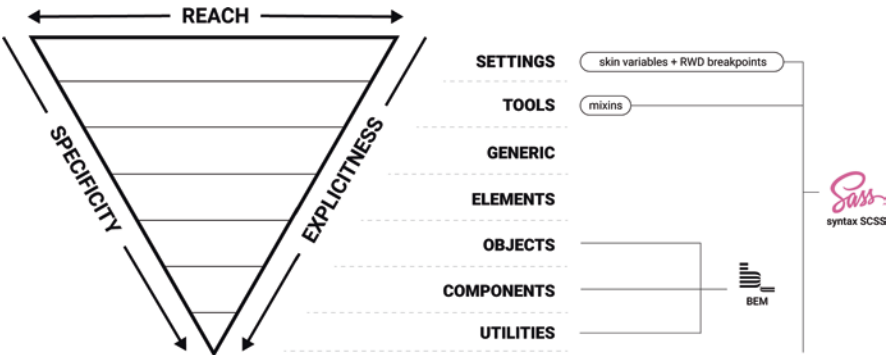 REACH
SPECIFICITY
EXPLICITNESS
SETTINGS
skin variables + RWD breakpoints
TOOLS
mixins
GENERIC
ELEMENTS
OBJECTS
COMPONENTS
UTILITIES
BEM
Sass
syntax SCSS